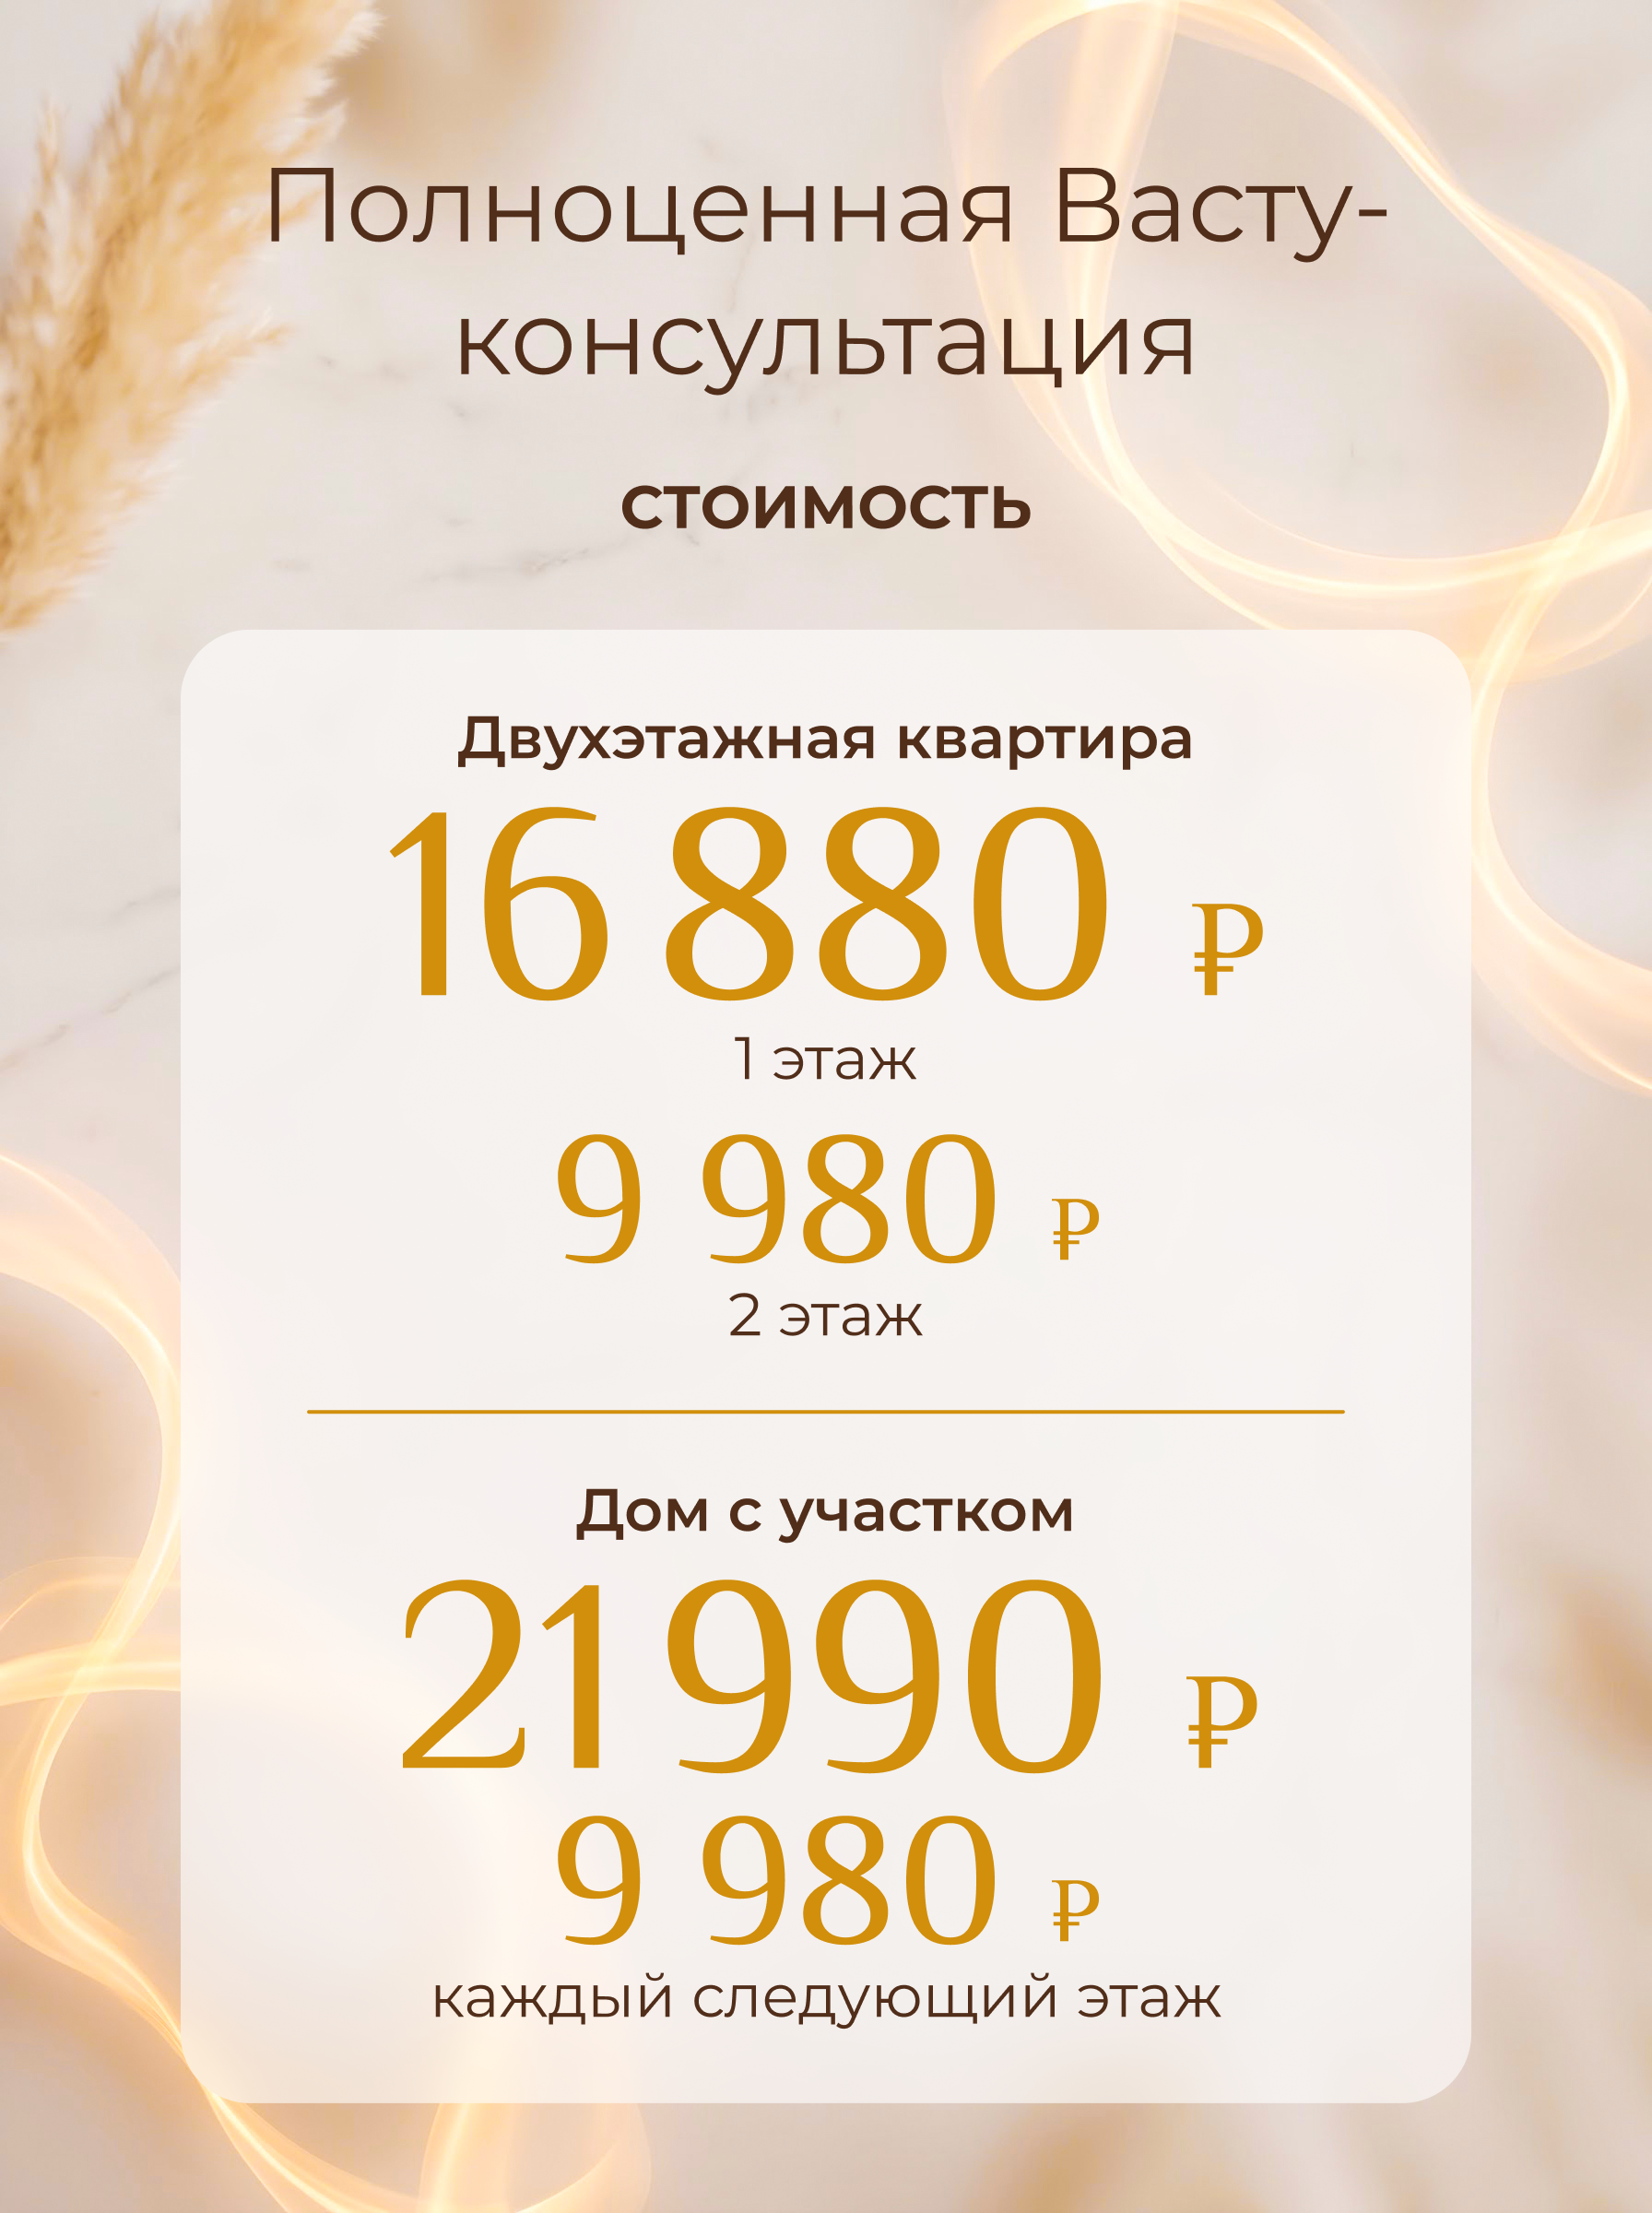 Полноценная Васту-
консультация
стоимость
Двухэтажная квартира
16 880 ₽
1 этаж
9 980 ₽
2 этаж
Дом с участком
21 990 ₽
9 980 ₽
каждый следующий этаж